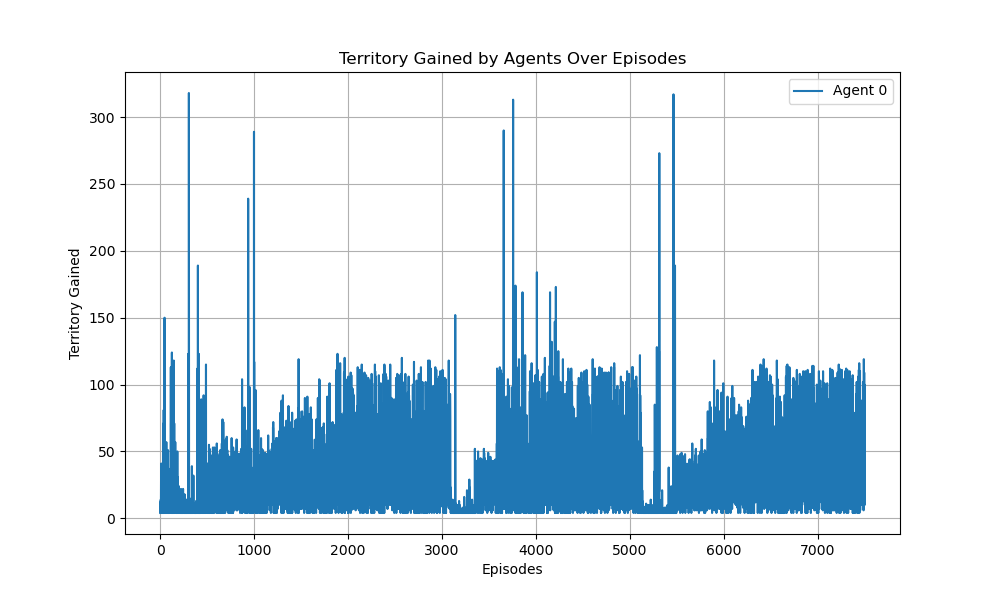 Territory Gained by Agents Over Episodes
Agent 0
Territory Gained
300
250
200
150
100
50
0
0 1000 2000 3000 4000 5000 6000 7000
Episodes